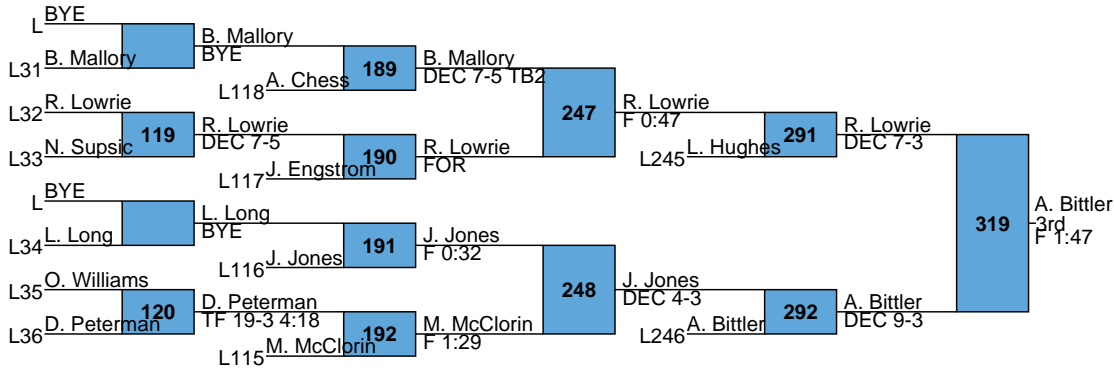 BYE
L
B. Mallory
BYE
L31
B. Mallory
189
B. Mallory
DEC 7-5 TB2
L118
A. Chess
L32
R. Lowrie
119
R. Lowrie
DEC 7-5
L33
N. Supsic
190
R. Lowrie
FOR
L117
J. Engstrom
247
R. Lowrie
F 0:47
291
R. Lowrie
DEC 7-3
L245
L. Hughes
BYE
L
L. Long
BYE
L34
L. Long
191
J. Jones
F 0:32
L116
J. Jones
L35
O. Williams
120
D. Peterman
TF 19-3 4:18
L36
D. Peterman
192
M. McClorin
F 1:29
L115
M. McClorin
248
J. Jones
DEC 4-3
292
A. Bittler
DEC 9-3
L246
A. Bittler
319
A. Bittler
3rd
F 1:47